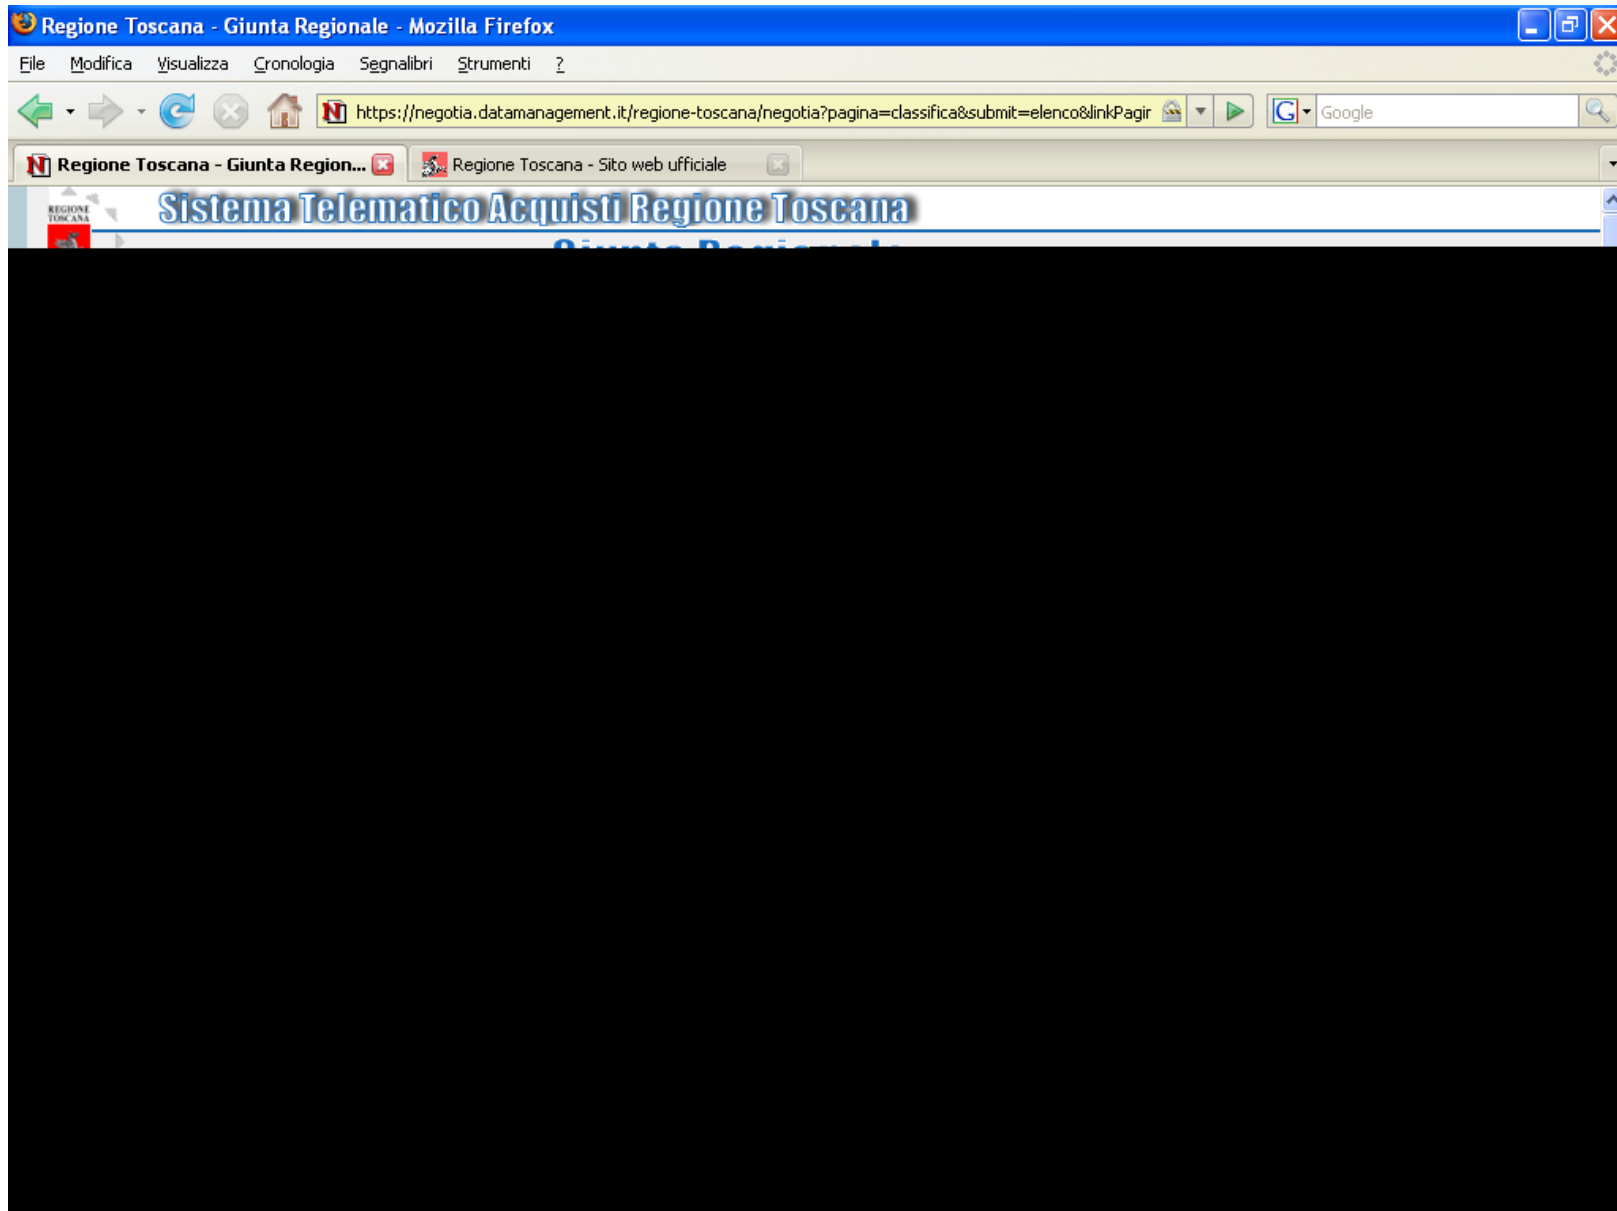 Regione Toscana - Giunta Regionale - Mozilla Firefox
File Modifica Visualizza Cronologia Segnalibri Strumenti ?
https://negotia.datamanagement.it/regione-toscana/negotia?pagina=classifica&submit=elenco&linkPagir G Google
Regione Toscana - Giunta Region... Regione Toscana - Sito web ufficiale
REGIONE
TOSCANA
Sistema Telematico Acquisti Regione Toscana